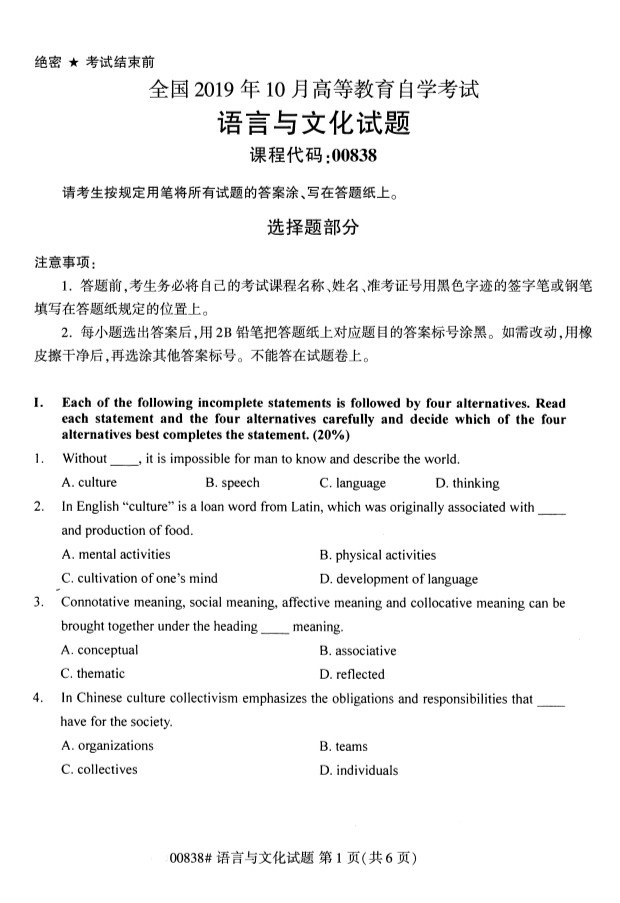 绝密 ★ 考试结束前
全国 2019 年 10 月高等教育自学考试
语言与文化试题
课程代码:00838
请考生按规定用笔将所有试题的答案涂、写在答题纸上。
选择题部分
注意事项:
1. 答题前,考生务必将自己的考试课程名称、姓名、准考证号用黑色字迹的签字笔或钢笔
填写在答题纸规定的位置上。
2. 每小题选出答案后,用 2B 铅笔把答题纸上对应题目的答案标号涂黑。如需改动,用橡
皮擦干净后,再选涂其他答案标号。不能答在试题卷上。
I. Each of the following incomplete statements is followed by four alternatives. Read
each statement and the four alternatives carefully and decide which of the four
alternatives best completes the statement. (20%)
1. Without ____, it is impossible for man to know and describe the world.
A. culture B. speech C. language D. thinking
2. In English “culture” is a loan word from Latin, which was originally associated with ____
and production of food.
A. mental activities B. physical activities
C. cultivation of one’s mind D. development of language
3. Connotative meaning, social meaning, affective meaning and collocative meaning can be
brought together under the heading ____ meaning.
A. conceptual B. associative
C. thematic D. reflected
4. In Chinese culture collectivism emphasizes the obligations and responsibilities that ____
have for the society.
A. organizations B. teams
C. collectives D. individuals
00838# 语言与文化试题 第 1 页(共 6 页)